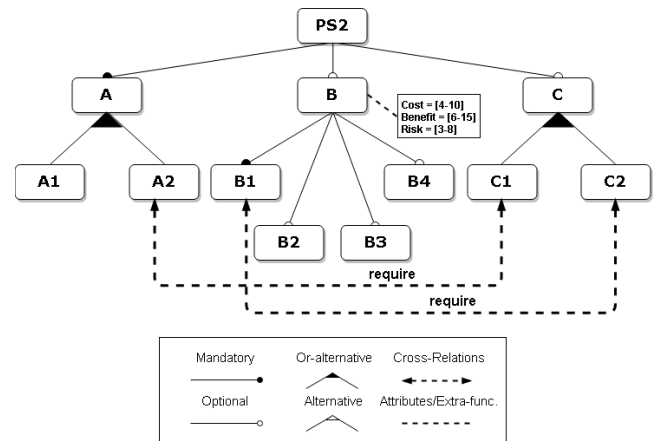 PS2
A
B
C
Cost = [4-10]
Benefit = [6-15]
Risk = [3-8]
A1
A2
B1
B4
C1
C2
B2
B3
require
require
Mandatory
Or-alternative
Cross-Relations
Optional
Alternative
Attributes/Extra-func.